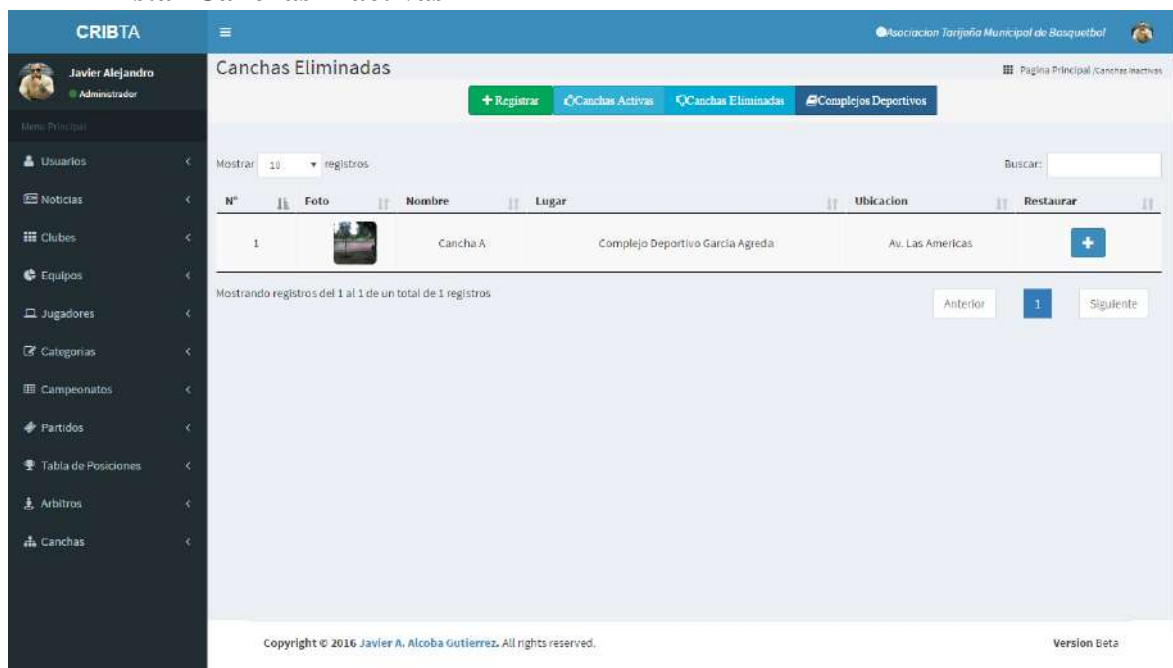 CRIBTA
Asociacion Tarijeña Municipal de Basquetbol
Javier Alejandro
Administrador
Menu Principal
Usuarios
Noticias
Clubes
Equipos
Jugadores
Categorias
Campeonatos
Partidos
Tabla de Posiciones
Arbitros
Canchas
Canchas Eliminadas
Pagina Principal /Canchas Inactivas
Registrar Canchas Activas Canchas Eliminadas Complejos Deportivos
Mostrar 10 registros
Buscar:
N° Foto Nombre Lugar Ubicacion Restaurar
1 Cancha A Complejo Deportivo García Agreda Av. Las Americas
Mostrando registros del 1 al 1 de un total de 1 registros
Anterior 1 Siguiente
Copyright © 2016 Javier A. Alcoba Gutierrez. All rights reserved.
Version Beta